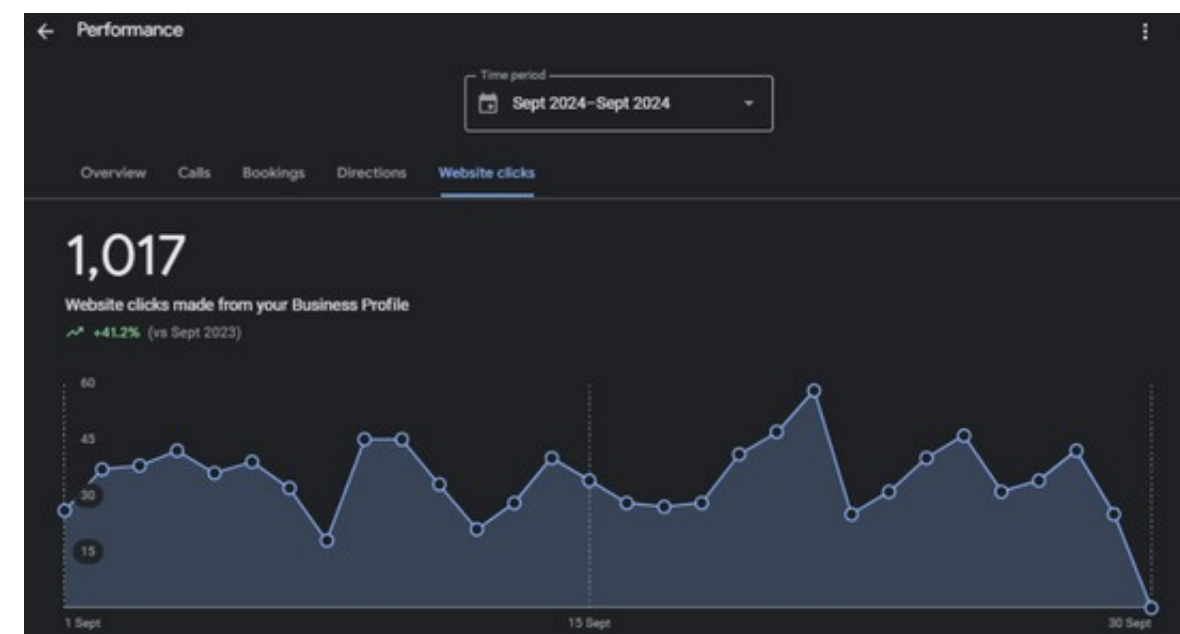 Performance
Time period
Sept 2024–Sept 2024
Overview Calls Bookings Directions Website clicks
1,017
Website clicks made from your Business Profile
+41.2% (vs Sept 2023)
60
45
30
15
1 Sept 15 Sept 30 Sept